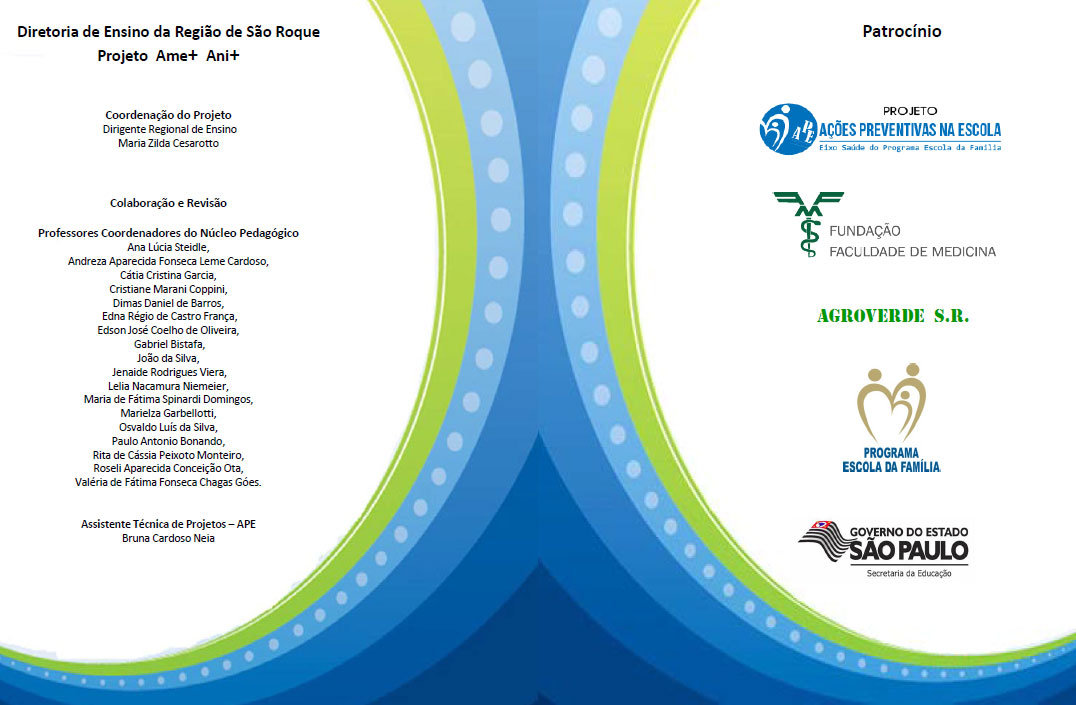 Diretoria de Ensino da Região de São Roque
Projeto Ame+ Ani+
Coordenação do Projeto
Dirigente Regional de Ensino
Maria Zilda Cesarotto
Colaboração e Revisão
Professores Coordenadores do Núcleo Pedagógico
Ana Lúcia Steidle,
Andreza Aparecida Fonseca Leme Cardoso,
Cátia Cristina Garcia,
Cristiane Marani Coppini,
Dimas Daniel de Barros,
Edna Régio de Castro França,
Edson José Coelho de Oliveira,
Gabriel Bistafa,
João da Silva,
Jenaide Rodrigues Viera,
Lelia Nacamura Niemeier,
Maria de Fátima Spinardi Domingos,
Marielza Garbellotti,
Osvaldo Luís da Silva,
Paulo Antonio Bonando,
Rita de Cássia Peixoto Monteiro,
Roseli Aparecida Conceição Ota,
Valéria de Fátima Fonseca Chagas Góes.
Assistente Técnica de Projetos – APE
Bruna Cardoso Neia
Patrocínio
PROJETO
APE
AÇÕES PREVENTIVAS NA ESCOLA
Eixo Saúde do Programa Escola da Família
FUNDAÇÃO
FACULDADE DE MEDICINA
AGROVERDE S.R.
PROGRAMA
ESCOLA DA FAMÍLIA
GOVERNO DO ESTADO
SÃO PAULO
Secretaria da Educação